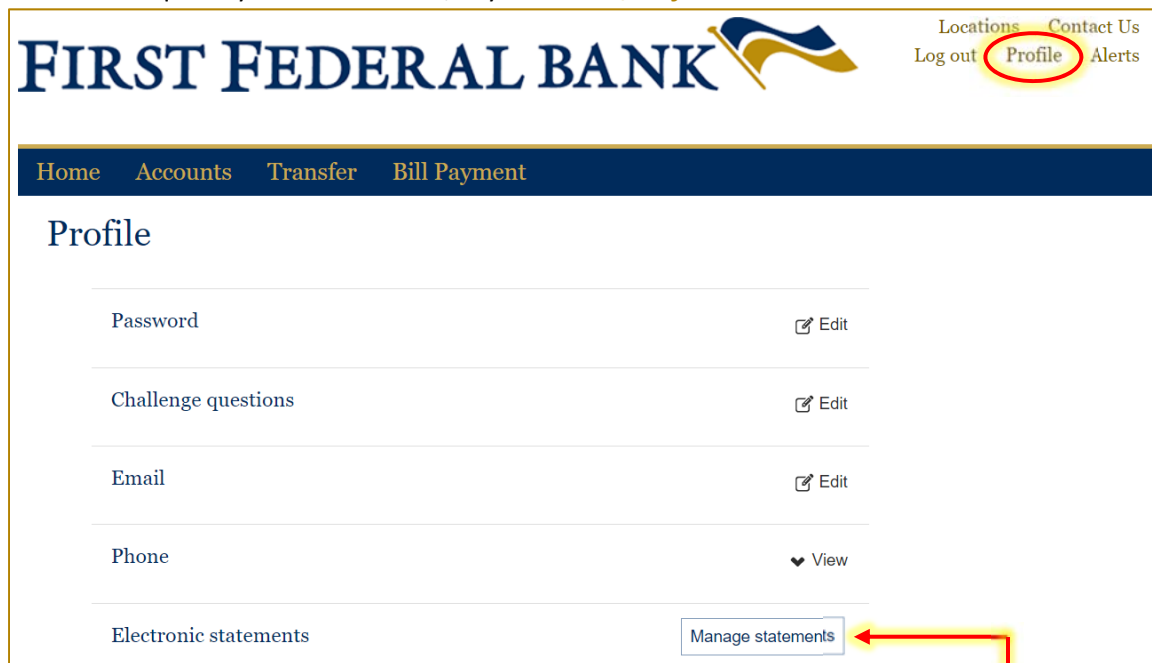 FIRST FEDERAL BANK
Locations Contact Us
Log out Profile Alerts
Home Accounts Transfer Bill Payment
Profile
Password Edit
Challenge questions Edit
Email Edit
Phone View
Electronic statements Manage statements